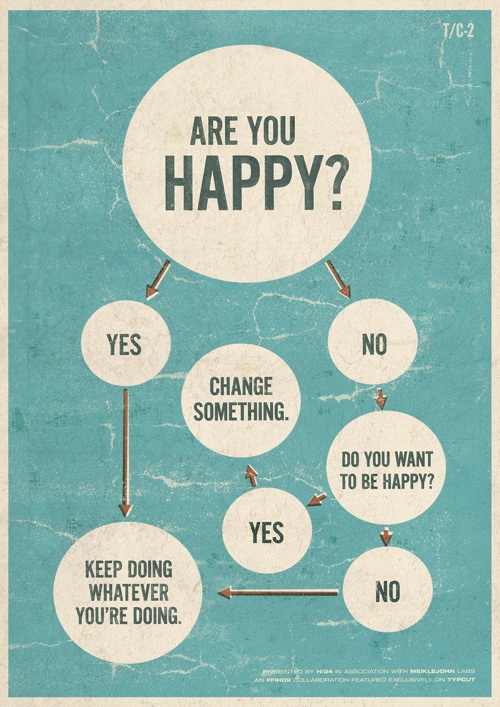 T/C-2
ARE YOU
HAPPY?
YES
NO
CHANGE
SOMETHING.
DO YOU WANT
TO BE HAPPY?
YES
KEEP DOING
WHATEVER
YOU'RE DOING.
NO
PRESENTED BY H/34 IN ASSOCIATION WITH MEIKLEJOHN LABS
AN FFIHO9 COLLABORATION FEATURED EXCLUSIVELY ON TYPCUT